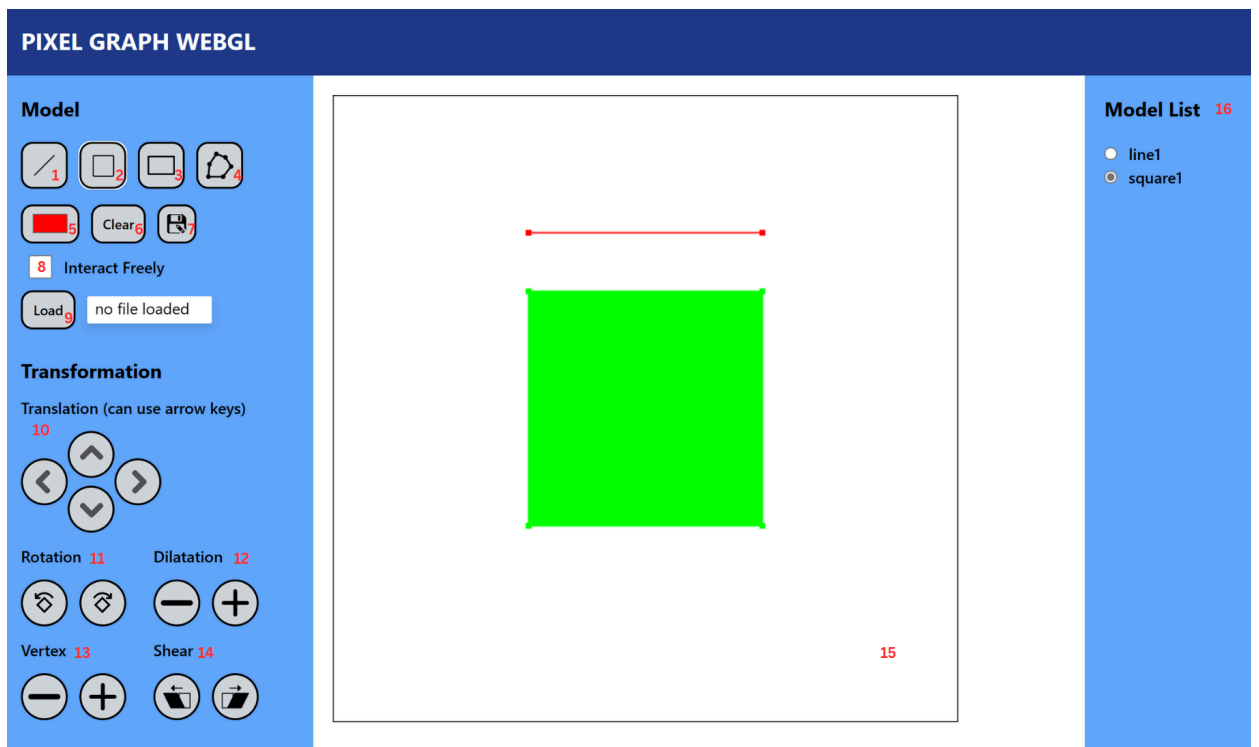 PIXEL GRAPH WEBGL
Model
1
2
3
4
5
Clear 6
7
8 Interact Freely
Load 9 no file loaded
Transformation
Translation (can use arrow keys)
10
Rotation 11 Dilatation 12
Vertex 13 Shear 14
15
Model List 16
line1
square1